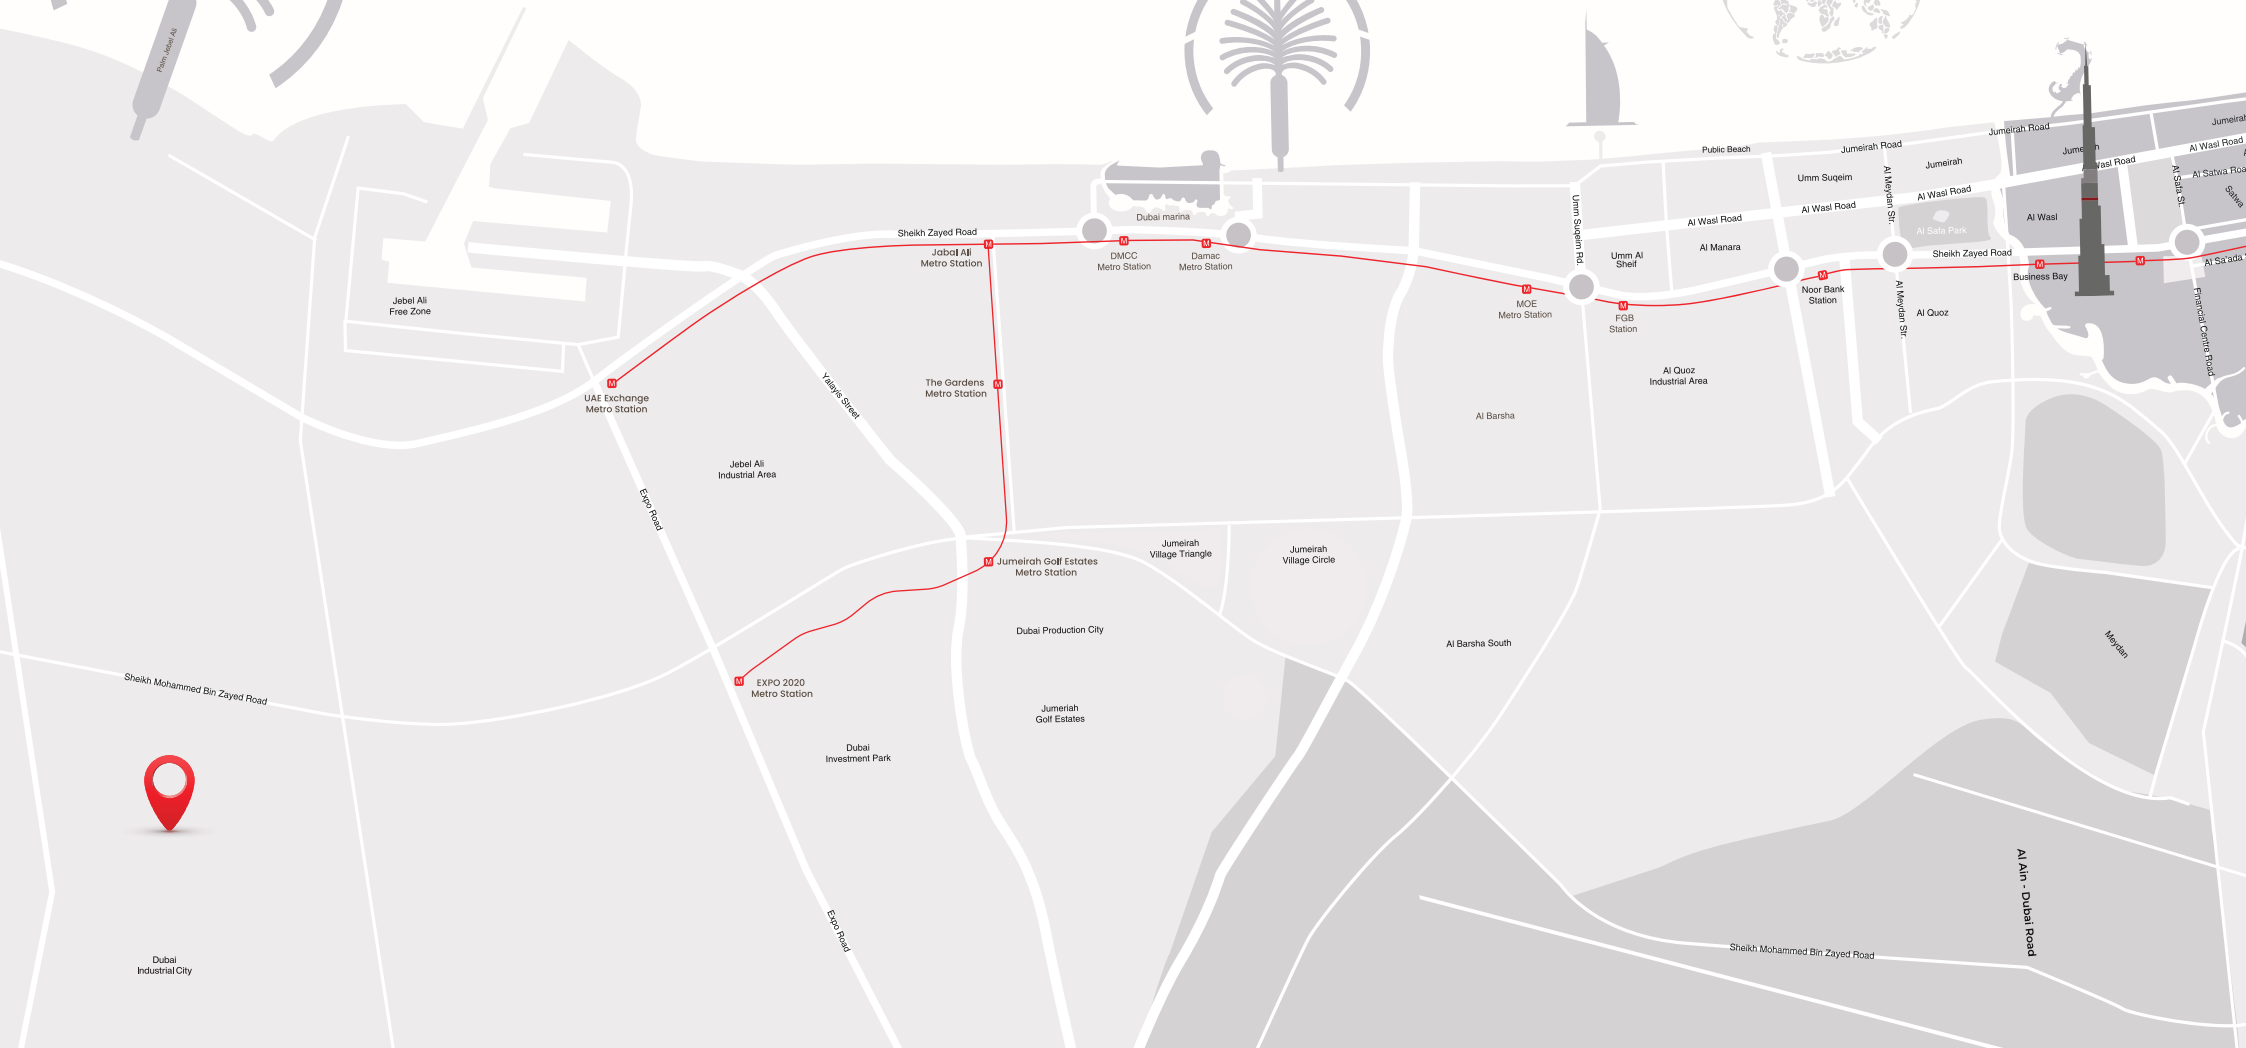 Palm Jebel Ali
Public Beach
Jumeirah Road
Jumeirah Road
Jumeirah
Jumeirah
Umm Suqeim
Al Wasl Road
Al Wasl Road
Al Wasl Road
Wasl Road
Al Wasl Road
Al Satwa Road
Satwa
Al Safa St.
Al Meydan Str.
Al Meydan Str.
Umm Suqeim Rd.
Al Safa Park
Al Wasl
Al Manara
Umm Al
Sheif
Sheikh Zayed Road
Business Bay
Al Sa'ada
Financial Centre Road
Noor Bank
Station
Al Quoz
Dubai marina
Sheikh Zayed Road
Jabal Ali
Metro Station
DMCC
Metro Station
Damac
Metro Station
MOE
Metro Station
FGB
Station
Jebel Ali
Free Zone
UAE Exchange
Metro Station
The Gardens
Metro Station
Yalayis Street
Al Quoz
Industrial Area
Al Barsha
Jebel Ali
Industrial Area
Expo Road
Jumeirah
Village Triangle
Jumeirah
Village Circle
Jumeirah Golf Estates
Metro Station
Dubai Production City
Al Barsha South
Meydan
EXPO 2020
Metro Station
Sheikh Mohammed Bin Zayed Road
Jumeriah
Golf Estates
Dubai
Investment Park
Expo Road
Al Ain - Dubai Road
Sheikh Mohammed Bin Zayed Road
Dubai
Industrial City